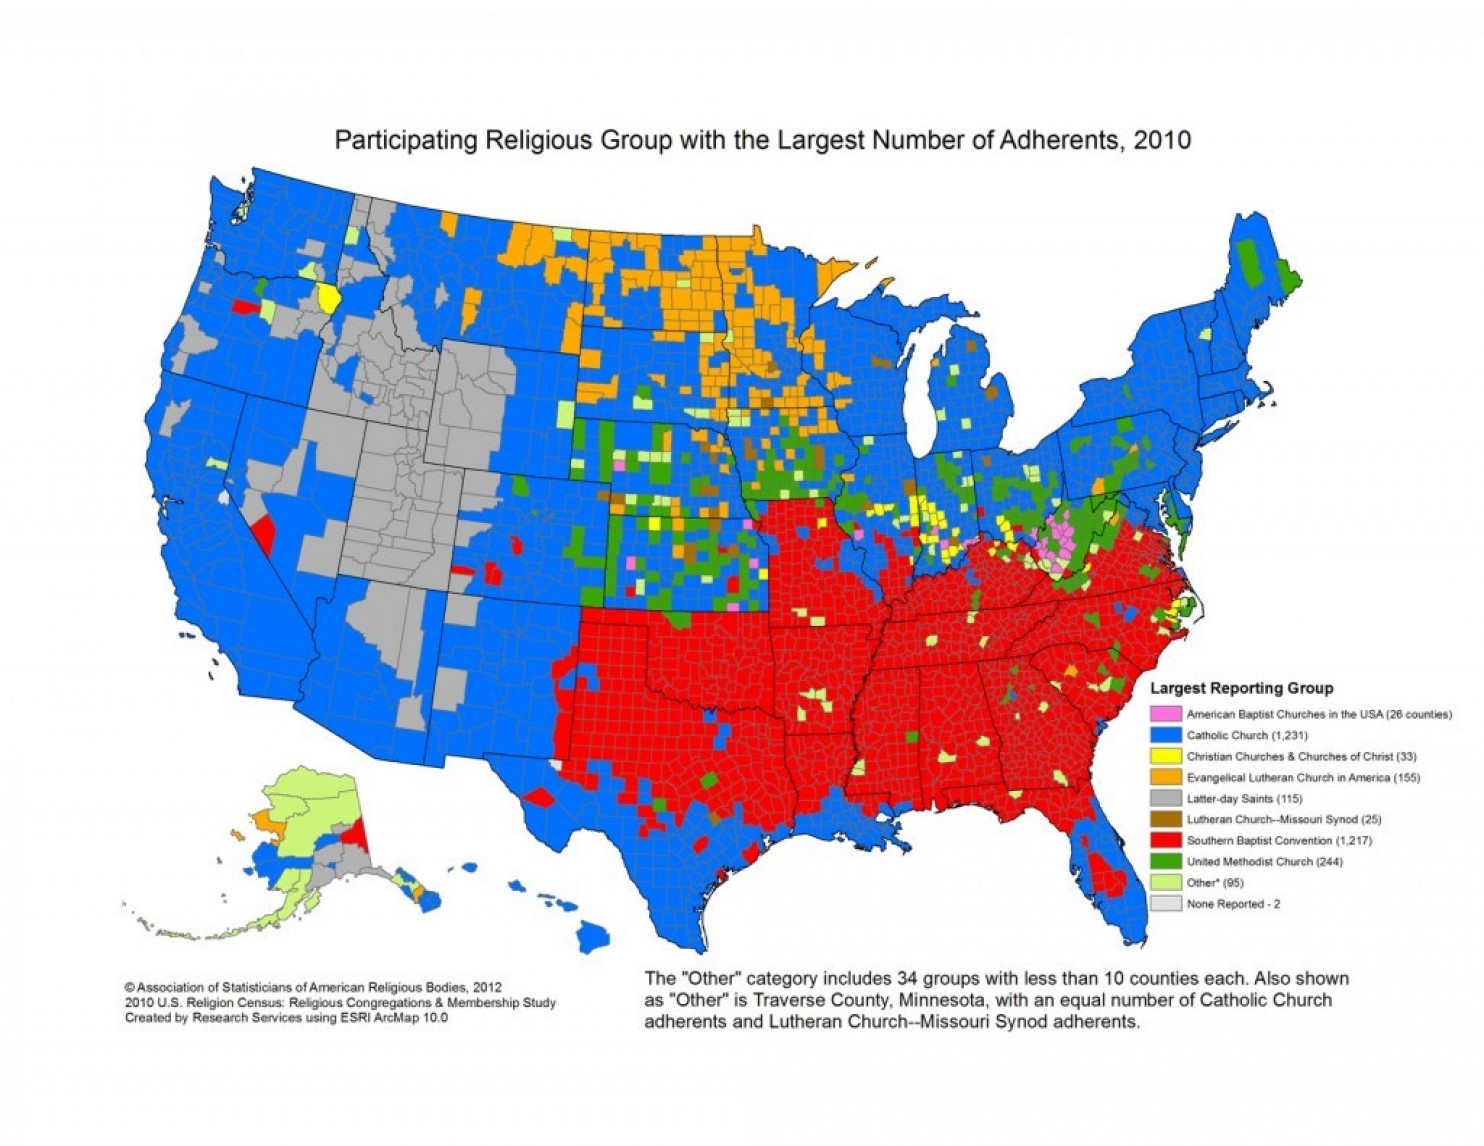 Participating Religious Group with the Largest Number of Adherents, 2010
Largest Reporting Group
American Baptist Churches in the USA (26 counties)
Catholic Church (1,231)
Christian Churches & Churches of Christ (33)
Evangelical Lutheran Church in America (155)
Latter-day Saints (115)
Lutheran Church--Missouri Synod (25)
Southern Baptist Convention (1,217)
United Methodist Church (244)
Other* (95)
None Reported - 2
© Association of Statisticians of American Religious Bodies, 2012
2010 U.S. Religion Census: Religious Congregations & Membership Study
Created by Research Services using ESRI ArcMap 10.0
The "Other" category includes 34 groups with less than 10 counties each. Also shown
as "Other" is Traverse County, Minnesota, with an equal number of Catholic Church
adherents and Lutheran Church--Missouri Synod adherents.